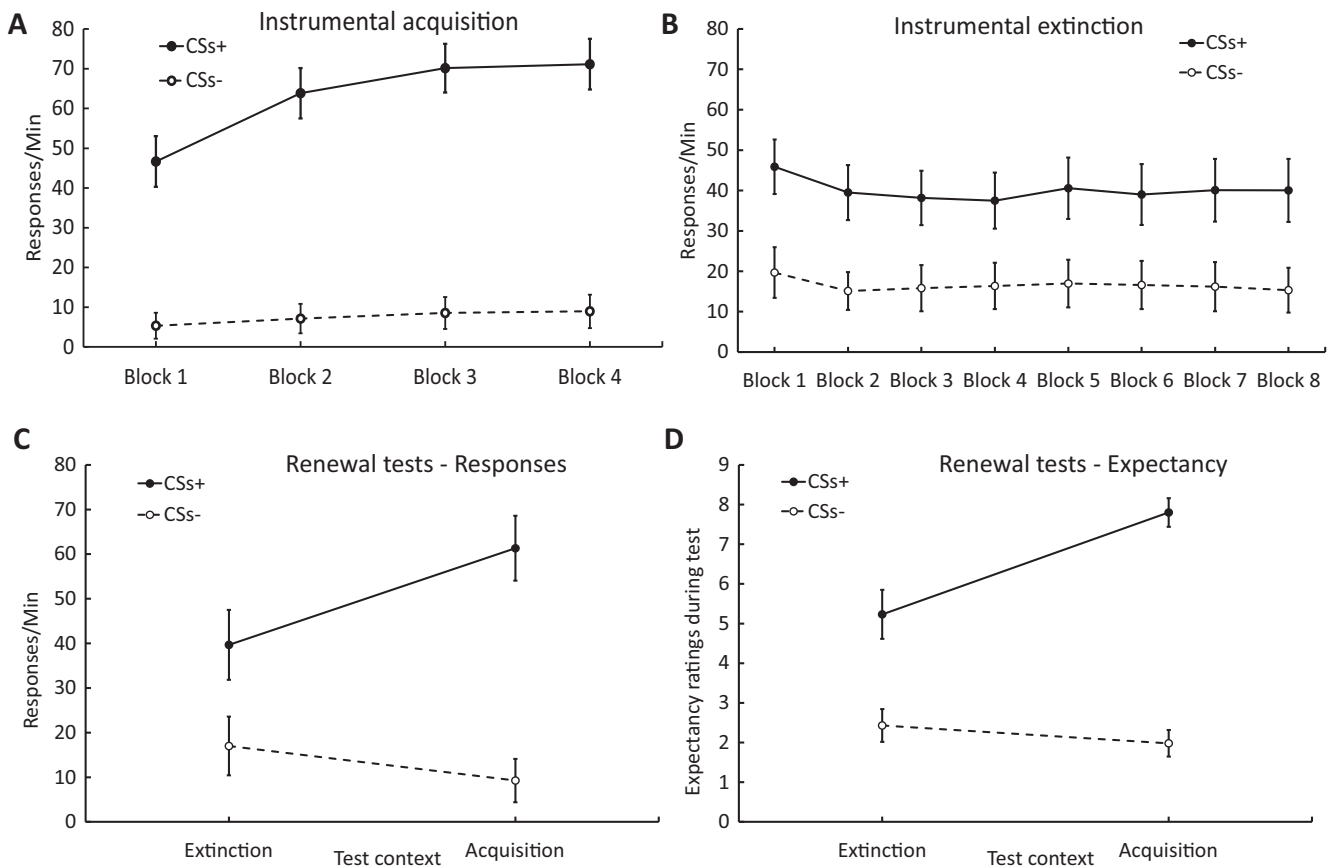 A
Instrumental acquisition
CSs+
CSs-
Responses/Min
80
70
60
50
40
30
20
10
0
Block 1 Block 2 Block 3 Block 4
B
Instrumental extinction
CSs+
CSs-
Responses/Min
80
70
60
50
40
30
20
10
0
Block 1 Block 2 Block 3 Block 4 Block 5 Block 6 Block 7 Block 8
C
Renewal tests - Responses
CSs+
CSs-
Responses/Min
80
70
60
50
40
30
20
10
0
Extinction Test context Acquisition
D
Renewal tests - Expectancy
CSs+
CSs-
Expectancy ratings during test
9
8
7
6
5
4
3
2
1
0
Extinction Test context Acquisition